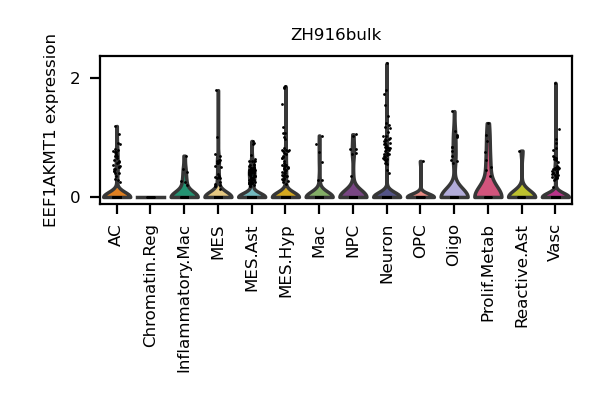 ZH916bulk
EEF1AKMT1 expression
2
0
AC
Chromatin.Reg
Inflammatory.Mac
MES
MES.Ast
MES.Hyp
Mac
NPC
Neuron
OPC
Oligo
Prolif.Metab
Reactive.Ast
Vasc